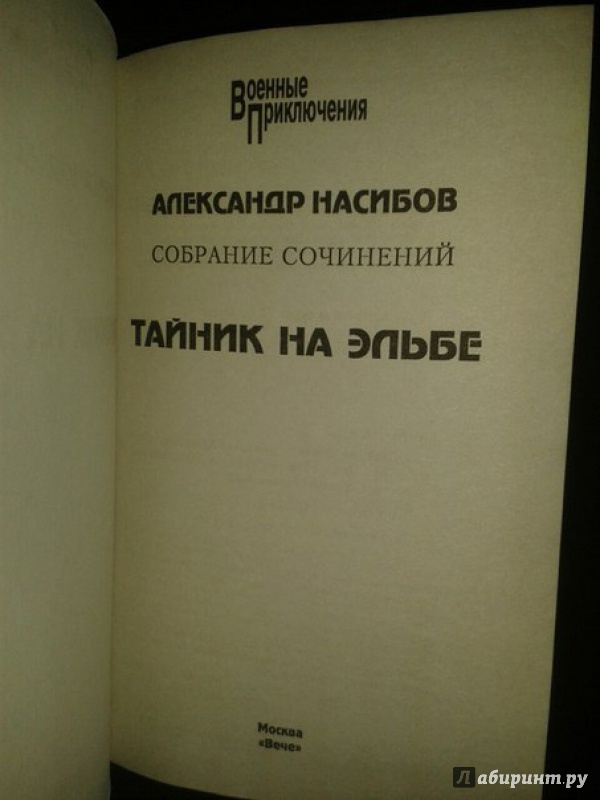 Военные
Приключения
АЛЕКСАНДР НАСИБОВ
СОБРАНИЕ СОЧИНЕНИЙ
ТАЙНИК НА ЭЛЬБЕ
Москва
«Вече»
лабиринт.ру